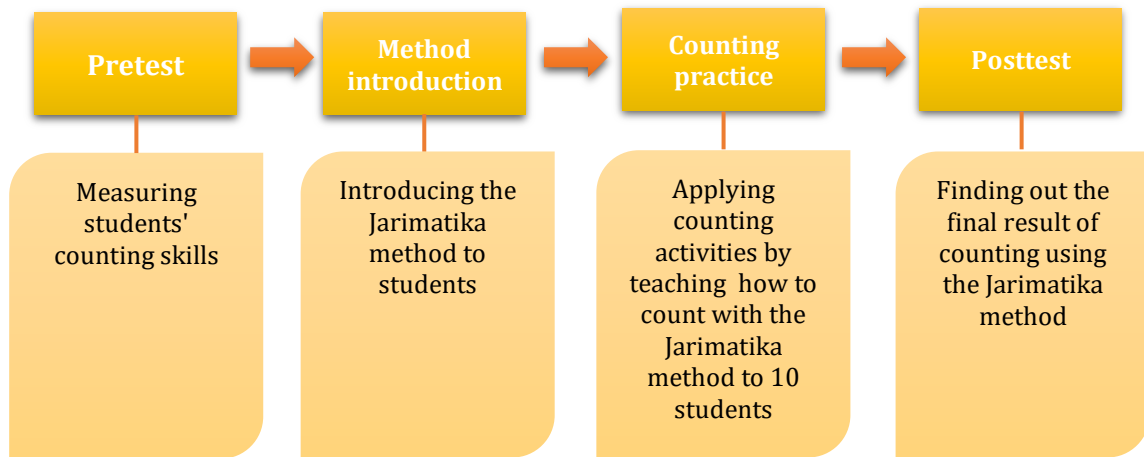 Pretest
Method
introduction
Counting
practice
Posttest
Measuring
students'
counting skills
Introducing the
Jarimatika
method to
students
Applying
counting
activities by
teaching  how to
count with the
Jarimatika
method to 10
students
Finding out the
final result of
counting using
the Jarimatika
method